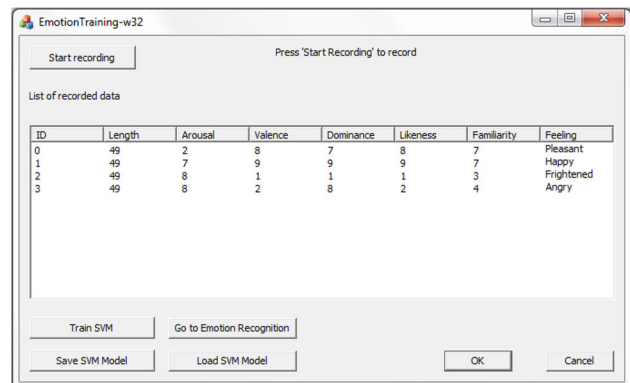 EmotionTraining-w32
Start recording
Press 'Start Recording' to record
List of recorded data
ID Length Arousal Valence Dominance Likeness Familiarity Feeling
0 49 2 8 7 8 7 Pleasant
1 49 7 9 9 9 7 Happy
2 49 8 1 1 1 3 Frightened
3 49 8 2 8 2 4 Angry
Train SVM Go to Emotion Recognition
Save SVM Model Load SVM Model OK Cancel